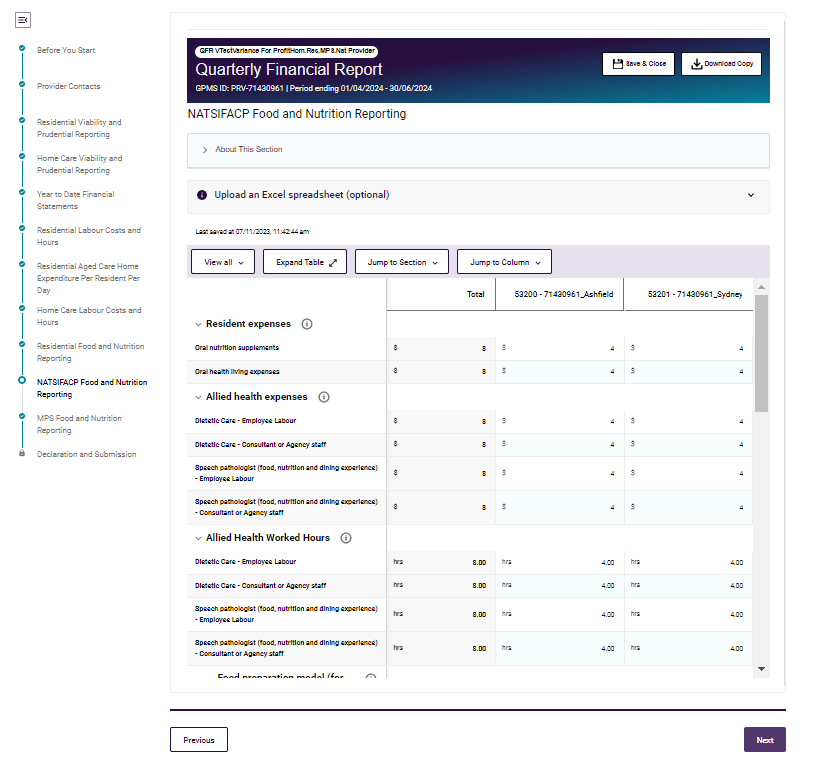 Before You Start
Provider Contacts
Residential Viability and
Prudential Reporting
Home Care Viability and
Prudential Reporting
Year to Date Financial
Statements
Residential Labour Costs and
Hours
Residential Aged Care Home
Expenditure Per Resident Per
Day
Home Care Labour Costs and
Hours
Residential Food and Nutrition
Reporting
NATSIFACP Food and Nutrition
Reporting
MPS Food and Nutrition
Reporting
Declaration and Submission
QFR VTestVariance For ProfitHom.Res.MPS.Nat Provider
Quarterly Financial Report
GPMS ID: PRV-71430961 | Period ending 01/04/2024 - 30/06/2024
Save & Close
Download Copy
NATSIFACP Food and Nutrition Reporting
About This Section
Upload an Excel spreadsheet (optional)
Last saved at 07/11/2023, 11:42:44 am
View all
Expand Table
Jump to Section
Jump to Column
Total 53200 - 71430961_Ashfield 53201 - 71430961_Sydney
Resident expenses
Oral nutrition supplements $ 8 $ 4 $ 4
Oral health living expenses $ 8 $ 4 $ 4
Allied health expenses
Dietetic Care - Employee Labour $ 8 $ 4 $ 4
Dietetic Care - Consultant or Agency staff $ 8 $ 4 $ 4
Speech pathologist (food, nutrition and dining experience)
- Employee Labour $ 8 $ 4 $ 4
Speech pathologist (food, nutrition and dining experience)
- Consultant or Agency staff $ 8 $ 4 $ 4
Allied Health Worked Hours
Dietetic Care - Employee Labour hrs 8.00 hrs 4.00 hrs 4.00
Dietetic Care - Consultant or Agency staff hrs 8.00 hrs 4.00 hrs 4.00
Speech pathologist (food, nutrition and dining experience)
- Employee Labour hrs 8.00 hrs 4.00 hrs 4.00
Speech pathologist (food, nutrition and dining experience)
- Consultant or Agency staff hrs 8.00 hrs 4.00 hrs 4.00
Food preparation model (for
Previous
Next